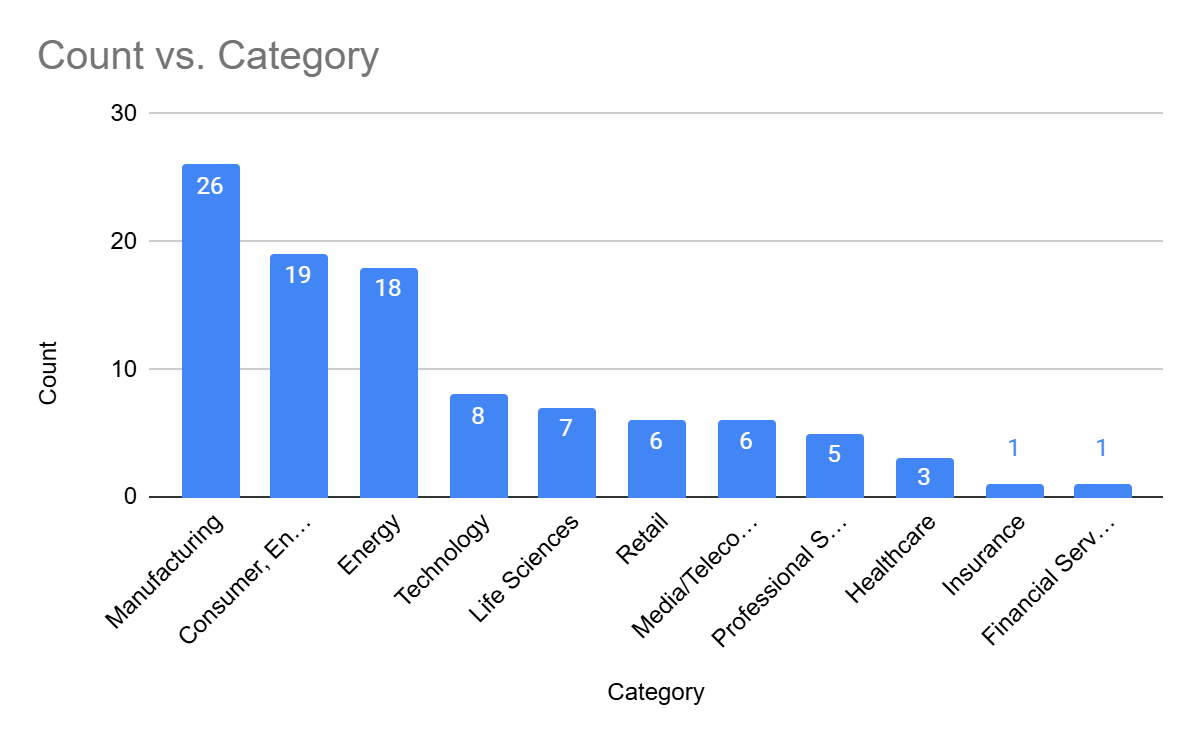 Count vs. Category
30
20
10
0
Count
26
19
18
8
7
6
6
5
3
1
1
Manufacturing
Consumer, En…
Energy
Technology
Life Sciences
Retail
Media/Teleco…
Professional S…
Healthcare
Insurance
Financial Serv…
Category